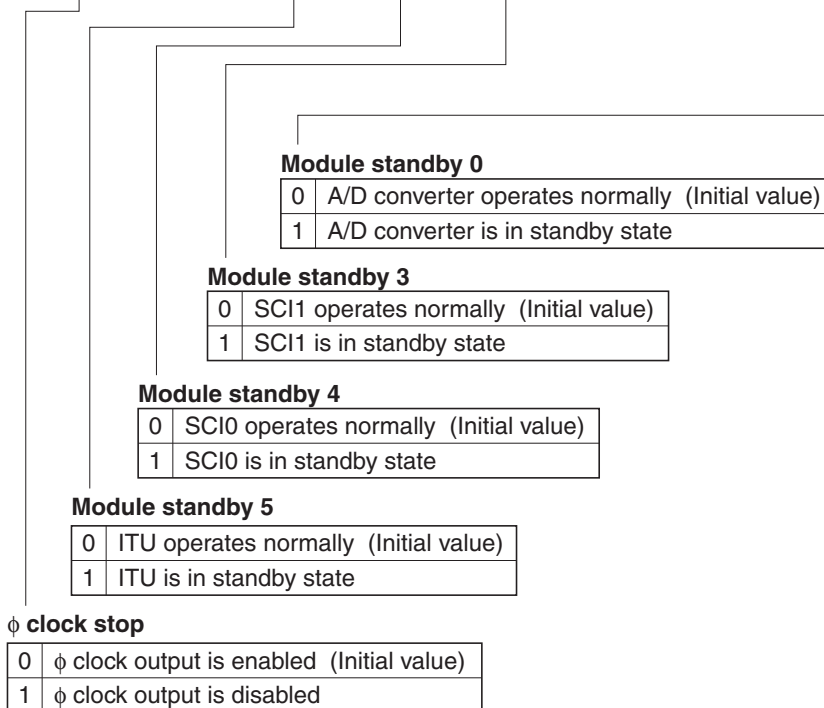 Module standby 0
0 A/D converter operates normally (Initial value)
1 A/D converter is in standby state
Module standby 3
0 SCI1 operates normally (Initial value)
1 SCI1 is in standby state
Module standby 4
0 SCI0 operates normally (Initial value)
1 SCI0 is in standby state
Module standby 5
0 ITU operates normally (Initial value)
1 ITU is in standby state
ϕ clock stop
0 ϕ clock output is enabled (Initial value)
1 ϕ clock output is disabled